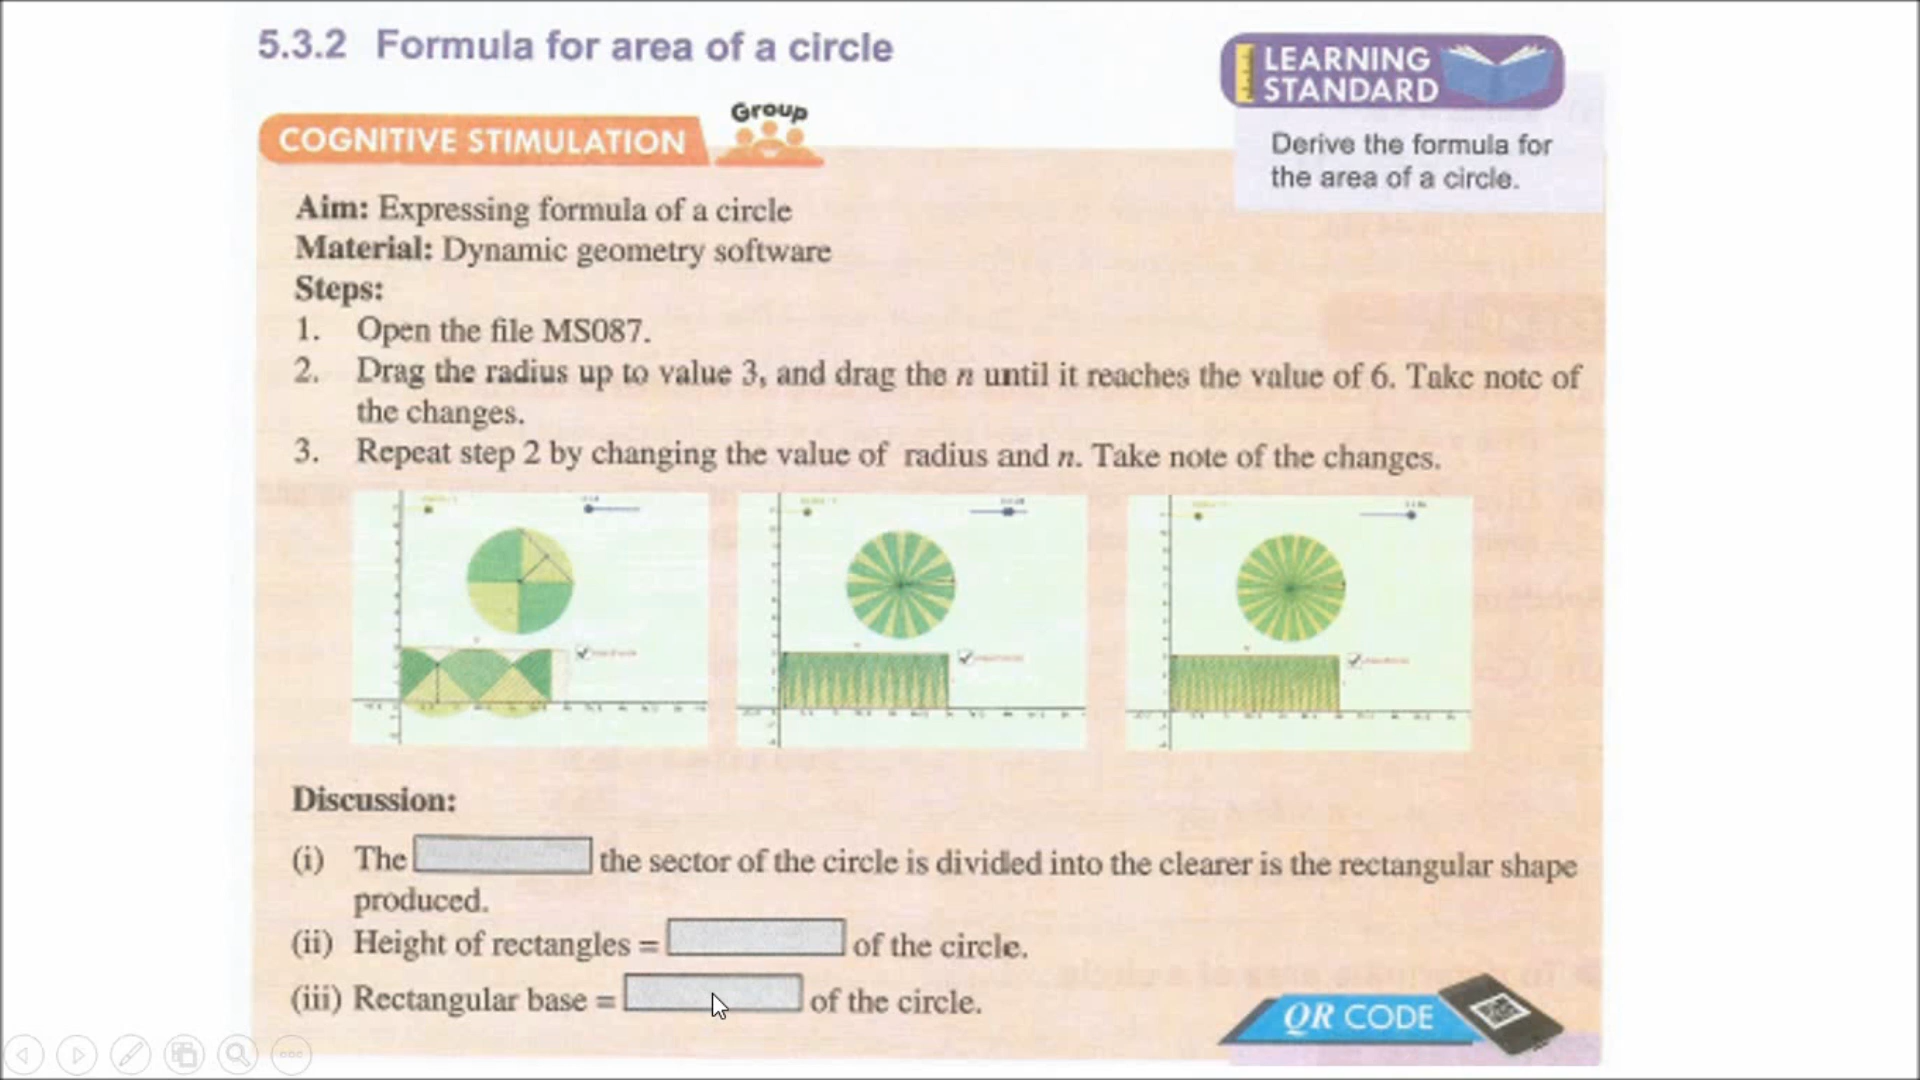 5.3.2 Formula for area of a circle
LEARNING
STANDARD
Derive the formula for
the area of a circle.
Group
COGNITIVE STIMULATION
Aim: Expressing formula of a circle
Material: Dynamic geometry software
Steps:
1. Open the file MS087.
2. Drag the radius up to value 3, and drag the n until it reaches the value of 6. Take note of
the changes.
3. Repeat step 2 by changing the value of radius and n. Take note of the changes.
Discussion:
(i) The the sector of the circle is divided into the clearer is the rectangular shape
produced.
(ii) Height of rectangles = of the circle.
(iii) Rectangular base = of the circle.
QR CODE